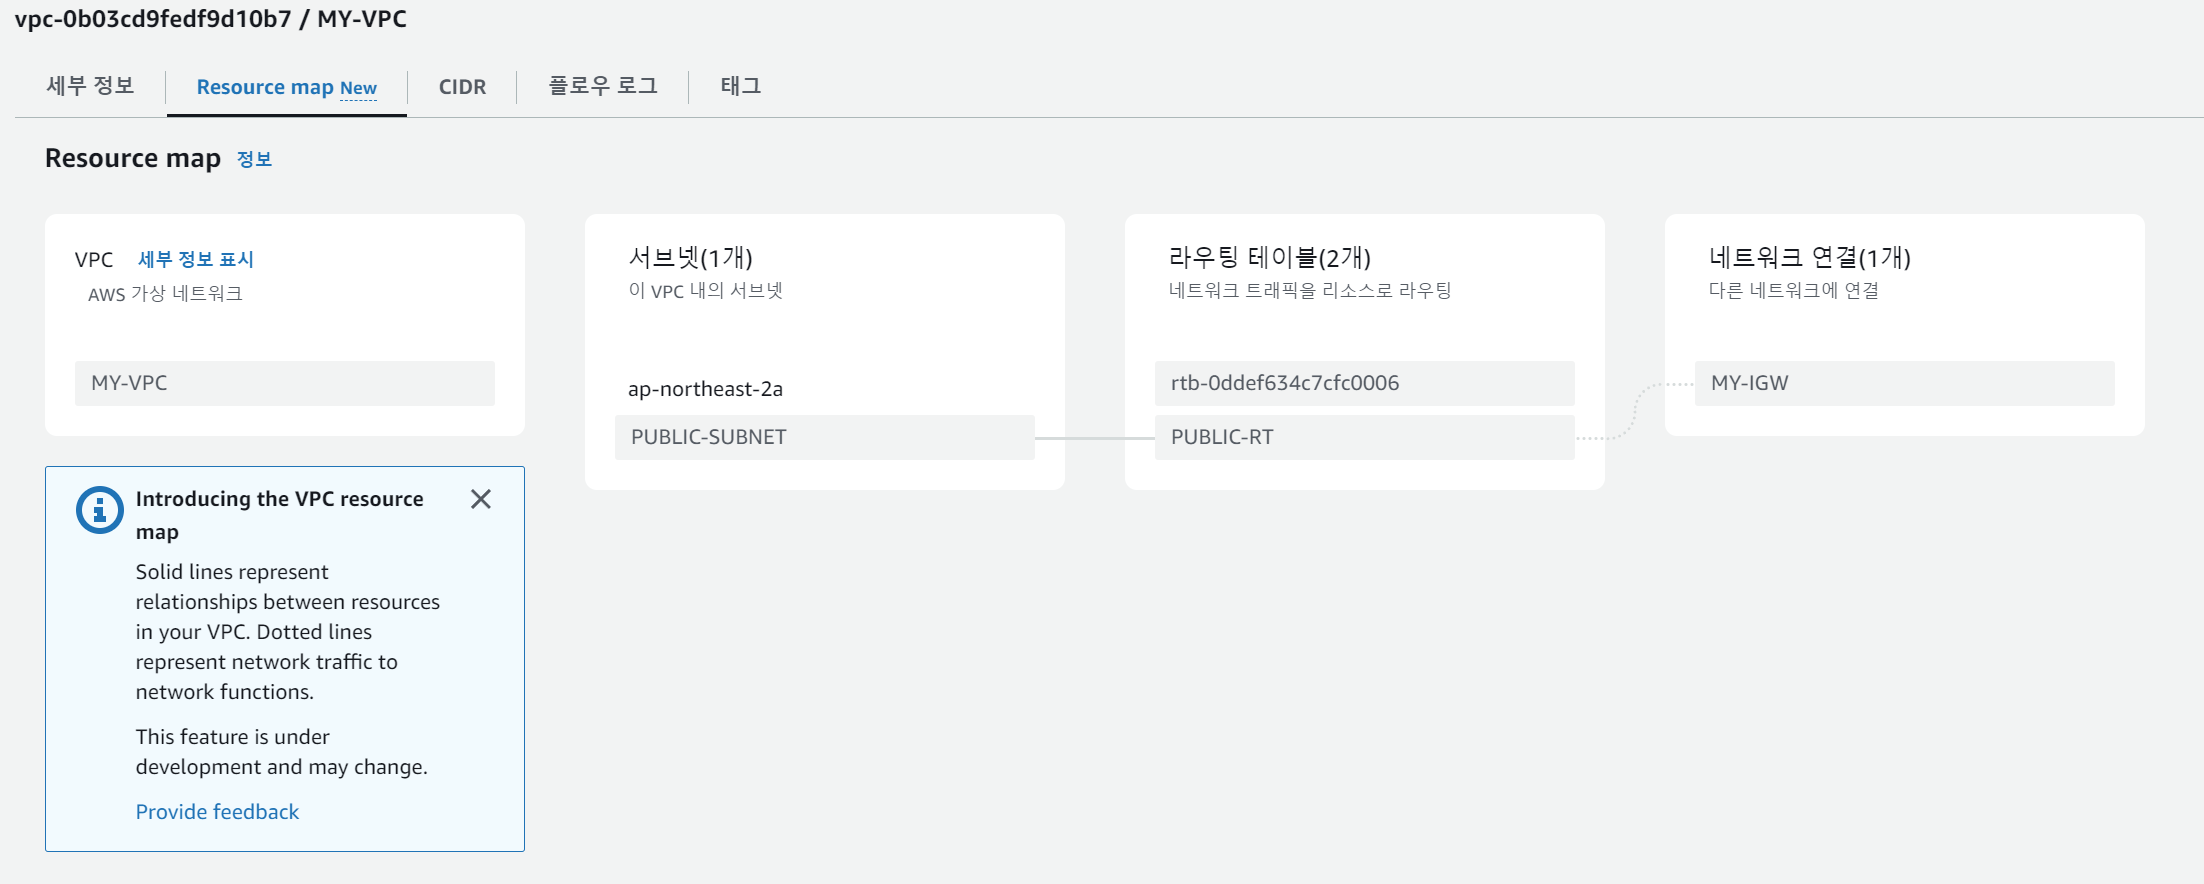 vpc-0b03cd9fedf9d10b7 / MY-VPC
세부 정보
Resource map New
CIDR
플로우 로그
태그
Resource map 정보
VPC 세부 정보 표시
AWS 가상 네트워크
MY-VPC
서브넷(1개)
이 VPC 내의 서브넷
ap-northeast-2a
PUBLIC-SUBNET
라우팅 테이블(2개)
네트워크 트래픽을 리소스로 라우팅
rtb-0ddef634c7cfc0006
PUBLIC-RT
네트워크 연결(1개)
다른 네트워크에 연결
MY-IGW
Introducing the VPC resource
map
Solid lines represent
relationships between resources
in your VPC. Dotted lines
represent network traffic to
network functions.
This feature is under
development and may change.
Provide feedback